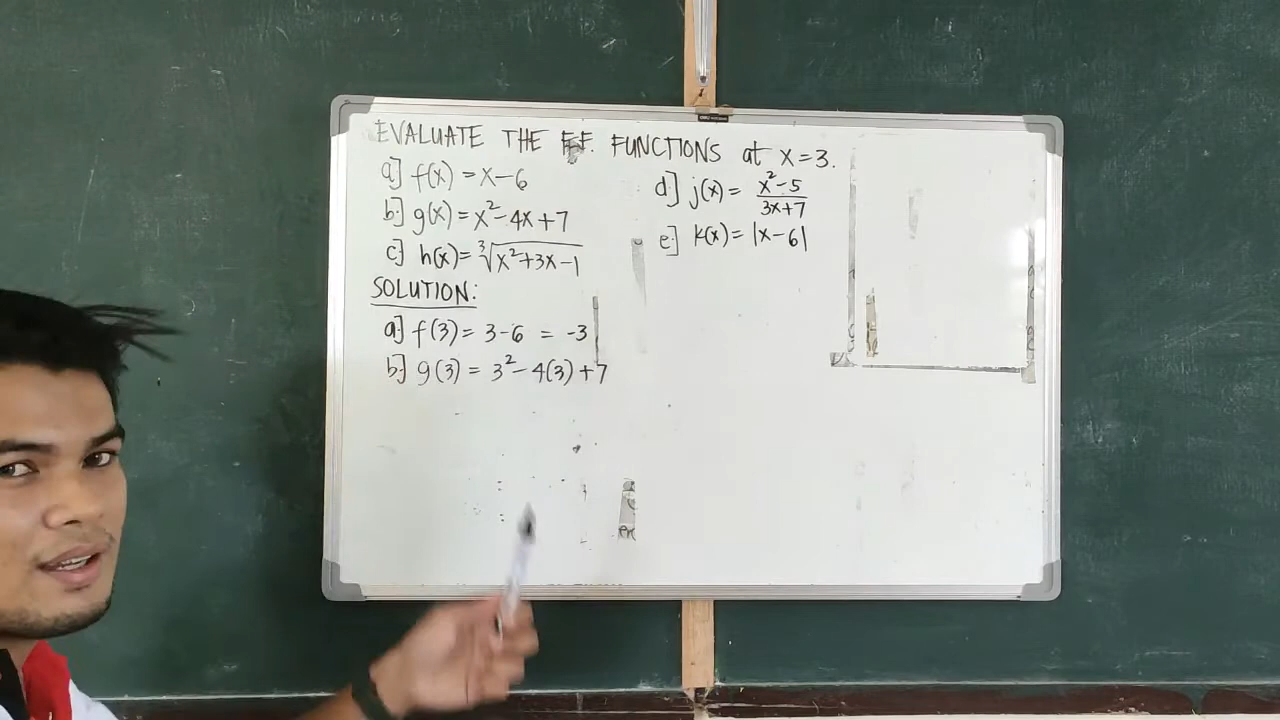 EVALUATE THE FF. FUNCTIONS at x=3.
a.] f(x) = x-6
b.] g(x) = x²-4x+7
c.] h(x) = ∛(x²+3x-1)
d.] j(x) = (x²-5)/(3x+7)
e.] k(x) = |x-6|
SOLUTION:
a.] f(3) = 3-6 = -3
b.] g(3) = 3²-4(3)+7